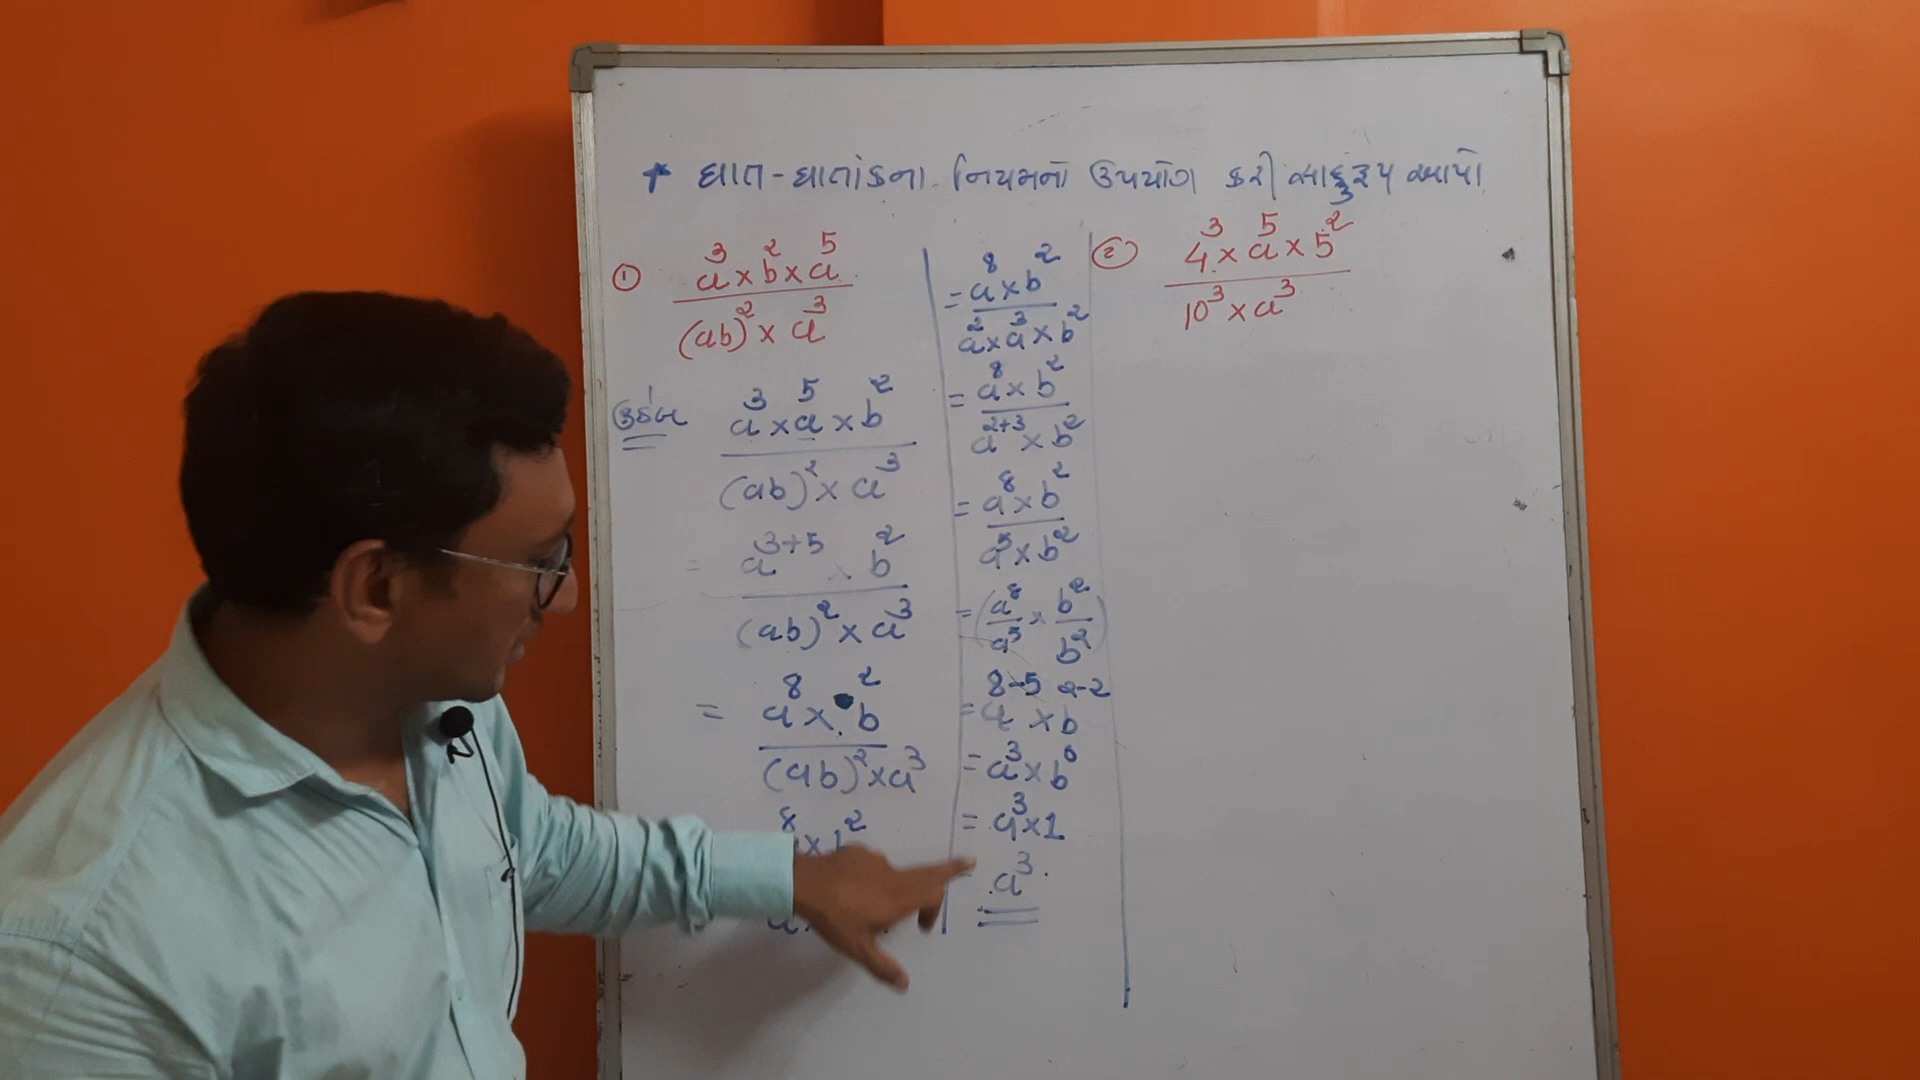 * ઘાત-ઘાતાંકના નિયમનો ઉપયોગ કરી સાદુંરૂપ આપો
① a³ × b² × a⁵
(ab)² × a³
ઉકેલ a³ × a⁵ × b²
(ab)² × a³
= a³⁺⁵ × b²
(ab)² × a³
= a⁸ × b²
(ab)² × a³
= a⁸ × b²
a² × a³ × b²
= a⁸ × b²
a²⁺³ × b²
= a⁸ × b²
a⁵ × b²
= (a⁸/a⁵ × b²/b²)
= a⁸⁻⁵ × b²⁻²
= a³ × b⁰
= a³ × 1
a³
② 4³ × a⁵ × 5²
10³ × a³